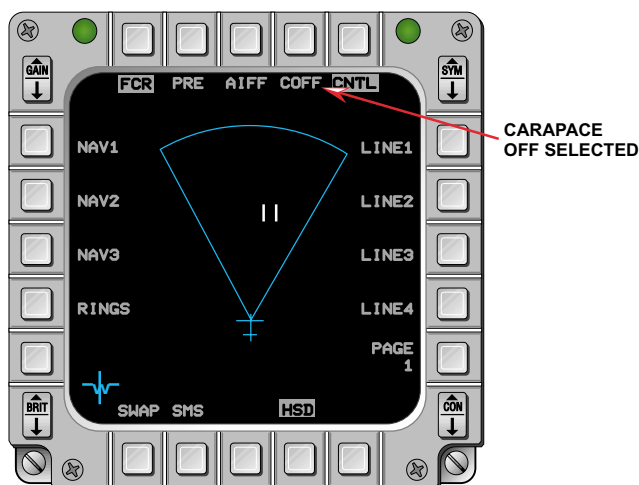 GAIN
SYM
FCR PRE AIFF COFF CNTL
CARAPACE
OFF SELECTED
NAV1
LINE1
NAV2
LINE2
NAV3
LINE3
RINGS
LINE4
PAGE
1
BRIT
CON
SWAP SMS HSD